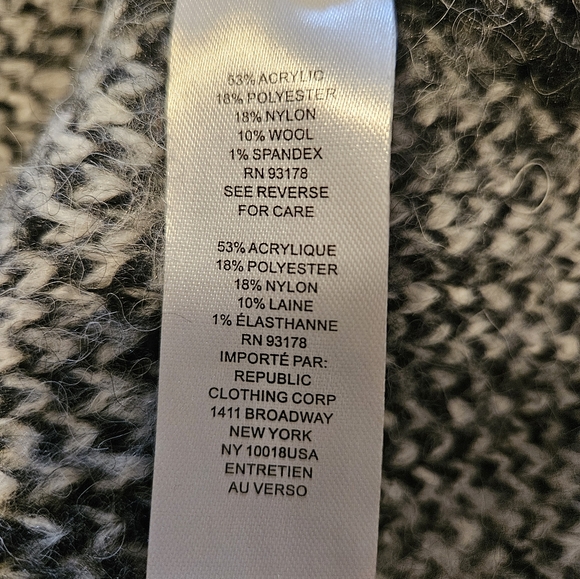 53% ACRYLIC
18% POLYESTER
18% NYLON
10% WOOL
1% SPANDEX
RN 93178
SEE REVERSE
FOR CARE
53% ACRYLIQUE
18% POLYESTER
18% NYLON
10% LAINE
1% ÉLASTHANNE
RN 93178
IMPORTÉ PAR:
REPUBLIC
CLOTHING CORP
1411 BROADWAY
NEW YORK
NY 10018USA
ENTRETIEN
AU VERSO